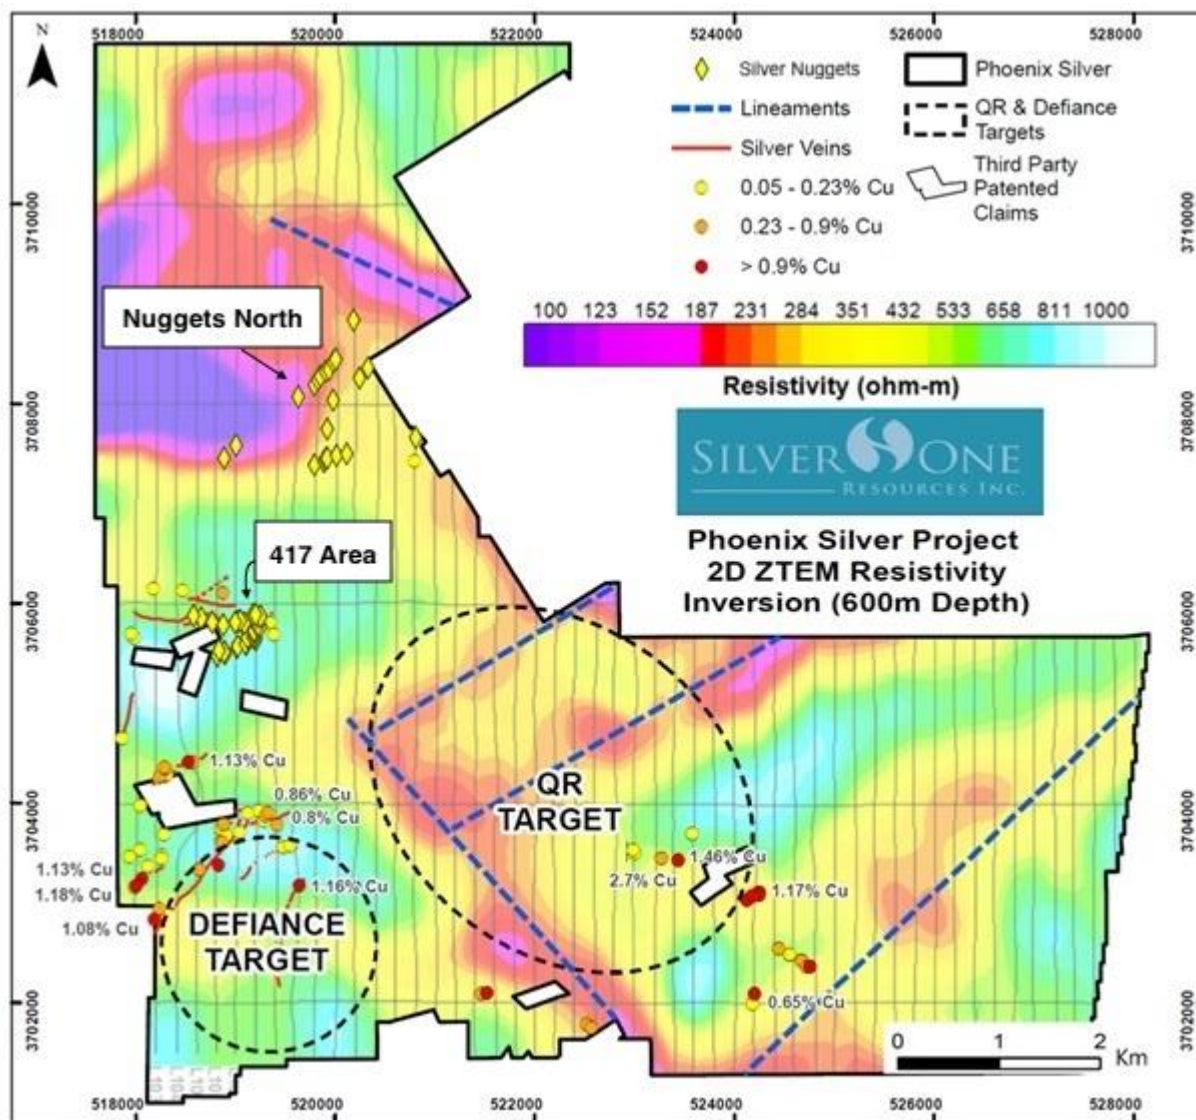 518000 520000 522000 524000 526000 528000
N
Silver Nuggets
Lineaments
Silver Veins
0.05 - 0.23% Cu
0.23 - 0.9% Cu
> 0.9% Cu
Phoenix Silver
QR & Defiance
Targets
Third Party
Patented
Claims
3710000 3710000
100 123 152 187 231 284 351 432 533 658 811 1000
Resistivity (ohm-m)
Nuggets North
3708000 3708000
SILVER ONE
RESOURCES INC.
Phoenix Silver Project
2D ZTEM Resistivity
Inversion (600m Depth)
417 Area
3706000 3706000
1.13% Cu
0.86% Cu
0.8% Cu
QR
TARGET
3704000 3704000
1.13% Cu
1.18% Cu
1.08% Cu
1.16% Cu
1.46% Cu
2.7% Cu
1.17% Cu
DEFIANCE
TARGET
0.65% Cu
3702000 3702000
0 1 2
Km
518000 520000 522000 524000 526000 528000